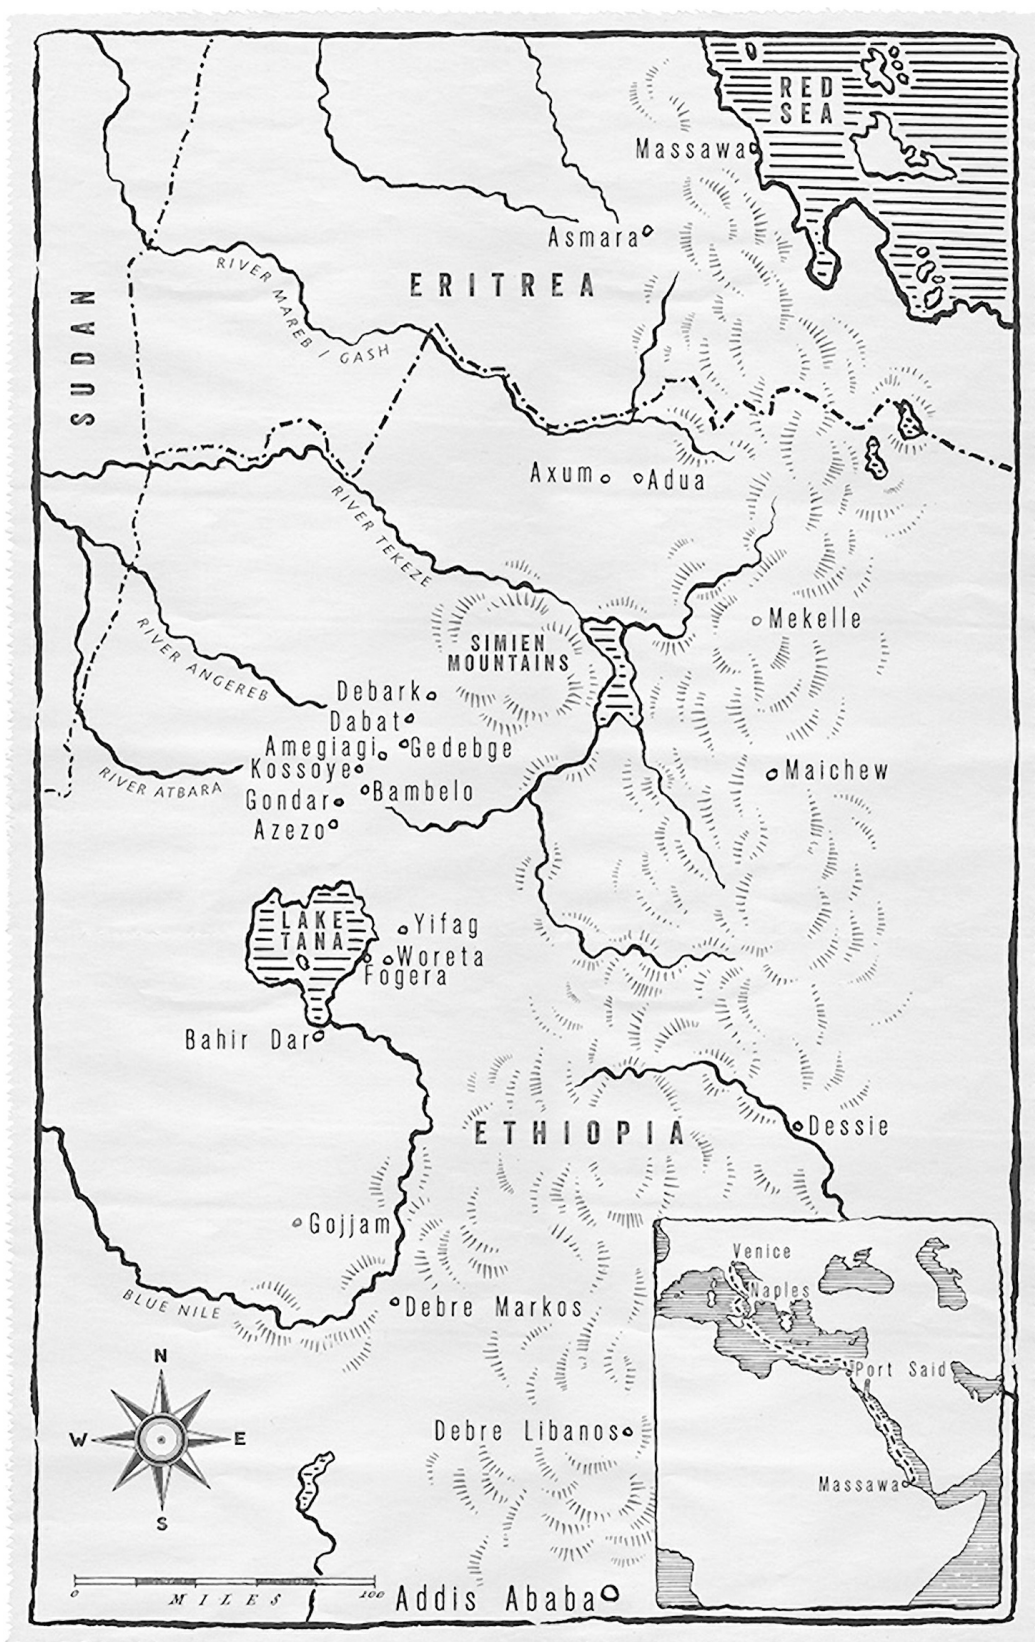 RED
SEA
Massawa
Asmara
ERITREA
SUDAN
RIVER MAREB / GASH
Axum
Adua
RIVER TEKEZE
Mekelle
SIMIEN
MOUNTAINS
RIVER ANGEREB
Debark
Dabat
Amegiagi
Gedebge
Kossoye
Maichew
RIVER ATBARA
Bambelo
Gondar
Azezo
LAKE
TANA
Yifag
Woreta
Fogera
Bahir Dar
ETHIOPIA
Dessie
Gojjam
Venice
Naples
BLUE NILE
Debre Markos
Port Said
N
W
E
S
Debre Libanos
Massawa
0
100
MILES
Addis Ababa